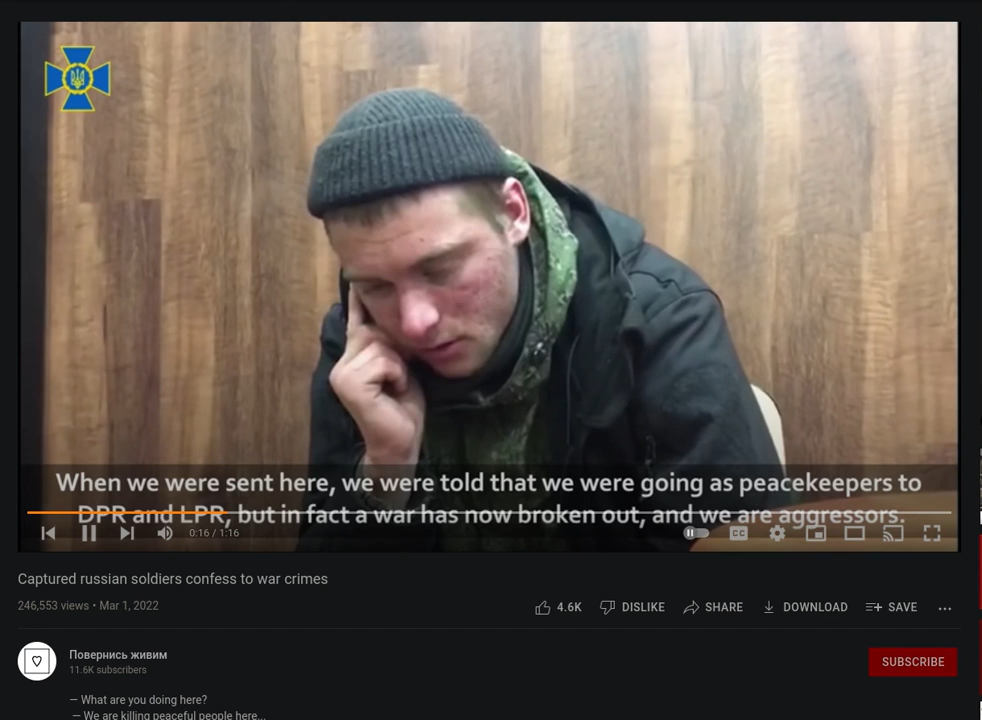 When we were sent here, we were told that we were going as peacekeepers to
DPR and LPR, but in fact a war has now broken out, and we are aggressors.
0:16 / 1:16
CC
Captured russian soldiers confess to war crimes
246,553 views • Mar 1, 2022
4.6K DISLIKE SHARE DOWNLOAD SAVE ...
Повернись живим
11.6K subscribers
SUBSCRIBE
— What are you doing here?
— We are killing peaceful people here...